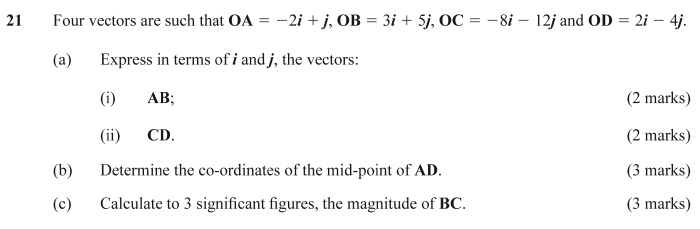 21 Four vectors are such that OA = −2i + j, OB = 3i + 5j, OC = −8i − 12j and OD = 2i − 4j.
(a) Express in terms of i and j, the vectors:
(i) AB; (2 marks)
(ii) CD. (2 marks)
(b) Determine the co-ordinates of the mid-point of AD. (3 marks)
(c) Calculate to 3 significant figures, the magnitude of BC. (3 marks)